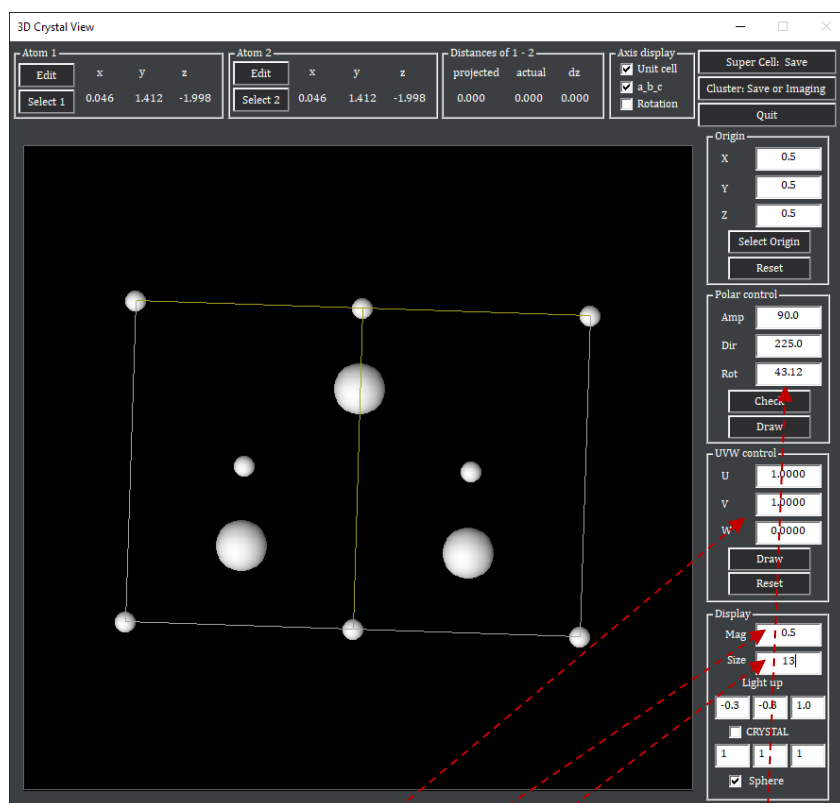 3D Crystal View
Atom 1
Edit x y z
Select 1 0.046 1.412 -1.998
Atom 2
Edit x y z
Select 2 0.046 1.412 -1.998
Distances of 1 - 2
projected actual dz
0.000 0.000 0.000
Axis display
Unit cell
a_b_c
Rotation
Super Cell: Save
Cluster: Save or Imaging
Quit
Origin
X 0.5
Y 0.5
Z 0.5
Select Origin
Reset
Polar control
Amp 90.0
Dir 225.0
Rot 43.12
Check
Draw
UVW control
U 1.0000
V 1.0000
W 0.0000
Draw
Reset
Display
Mag 0.5
Size 13
Light up
-0.3 -0.8 1.0
CRYSTAL
1 1 1
Sphere